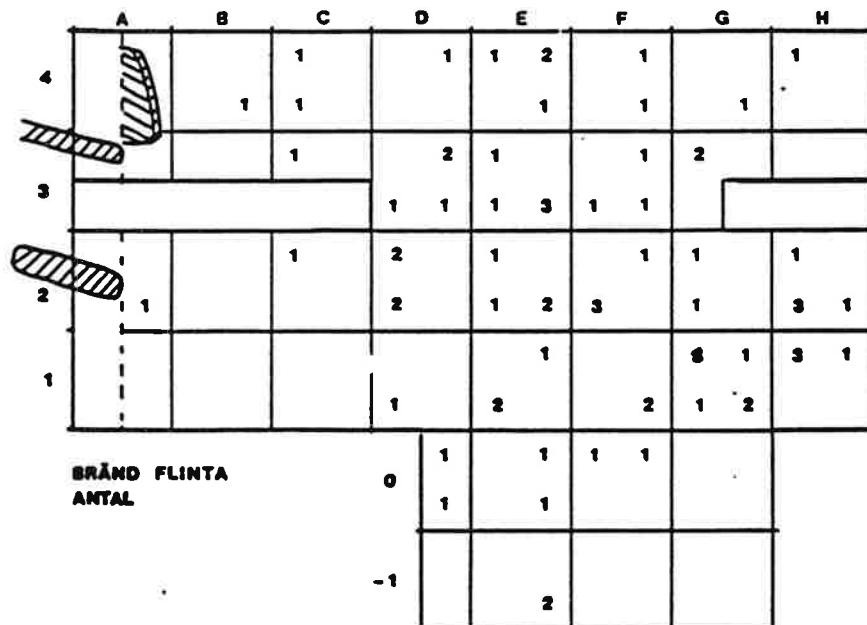 A B C D E F G H
4
1 1 1 2 1 1
1 1 1 1 1
3
1 2 1 1 2
1 1 1 3 1 1
2
1 2 1 1 1 1
1 2 1 2 3 1 3 1
1
1 1 3 1
1 2 2 1 2
BRÄND FLINTA
ANTAL
0
1 1 1 1
1 1
-1
2